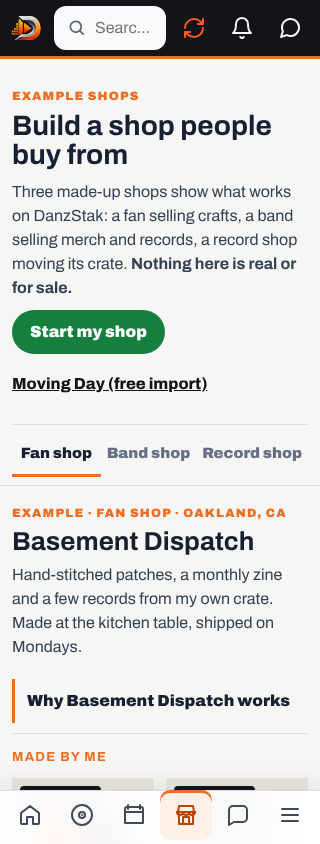 Searc...
EXAMPLE SHOPS
Build a shop people
buy from
Three made-up shops show what works
on DanzStak: a fan selling crafts, a band
selling merch and records, a record shop
moving its crate. Nothing here is real or
for sale.
Start my shop
Moving Day (free import)
Fan shop Band shop Record shop
EXAMPLE · FAN SHOP · OAKLAND, CA
Basement Dispatch
Hand-stitched patches, a monthly zine
and a few records from my own crate.
Made at the kitchen table, shipped on
Mondays.
Why Basement Dispatch works
MADE BY ME